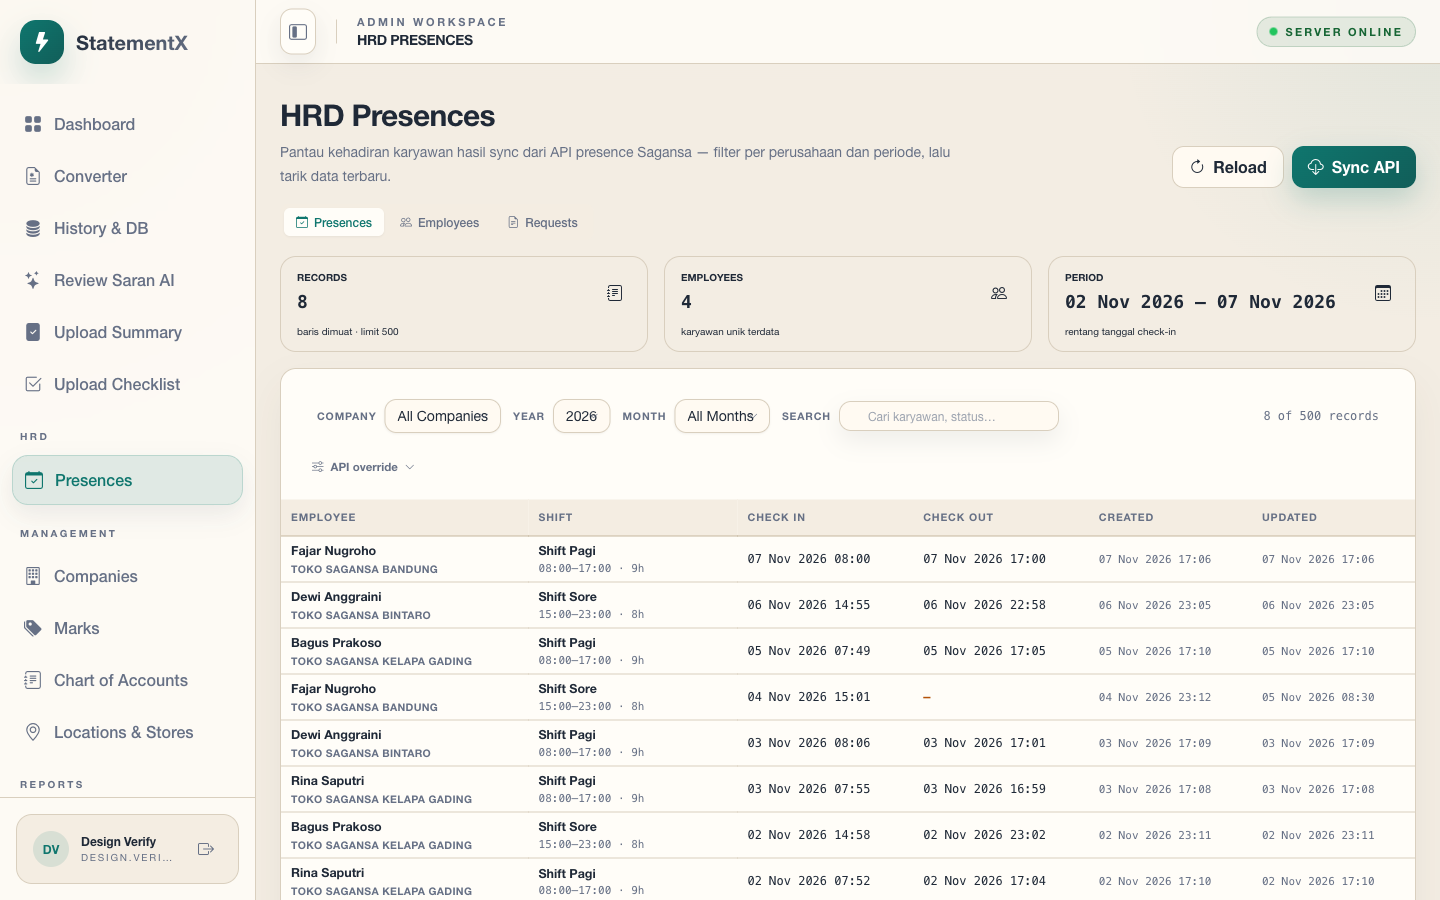 StatementX
Dashboard
Converter
History & DB
Review Saran AI
Upload Summary
Upload Checklist
HRD
Presences
MANAGEMENT
Companies
Marks
Chart of Accounts
Locations & Stores
REPORTS
DV
Design Verify
DESIGN.VERI...
ADMIN WORKSPACE
HRD PRESENCES
SERVER ONLINE
HRD Presences
Pantau kehadiran karyawan hasil sync dari API presence Sagansa — filter per perusahaan dan periode, lalu
tarik data terbaru.
Reload
Sync API
Presences Employees Requests
RECORDS
8
baris dimuat · limit 500
EMPLOYEES
4
karyawan unik terdata
PERIOD
02 Nov 2026 — 07 Nov 2026
rentang tanggal check-in
COMPANY All Companies YEAR 2026 MONTH All Months SEARCH Cari karyawan, status... 8 of 500 records
API override
EMPLOYEE SHIFT CHECK IN CHECK OUT CREATED UPDATED
Fajar Nugroho Shift Pagi
07 Nov 2026 08:00 07 Nov 2026 17:00 07 Nov 2026 17:06 07 Nov 2026 17:06
TOKO SAGANSA BANDUNG 08:00–17:00 · 9h
Dewi Anggraini Shift Sore
06 Nov 2026 14:55 06 Nov 2026 22:58 06 Nov 2026 23:05 06 Nov 2026 23:05
TOKO SAGANSA BINTARO 15:00–23:00 · 8h
Bagus Prakoso Shift Pagi
05 Nov 2026 07:49 05 Nov 2026 17:05 05 Nov 2026 17:10 05 Nov 2026 17:10
TOKO SAGANSA KELAPA GADING 08:00–17:00 · 9h
Fajar Nugroho Shift Sore
04 Nov 2026 15:01 — 04 Nov 2026 23:12 05 Nov 2026 08:30
TOKO SAGANSA BANDUNG 15:00–23:00 · 8h
Dewi Anggraini Shift Pagi
03 Nov 2026 08:06 03 Nov 2026 17:01 03 Nov 2026 17:09 03 Nov 2026 17:09
TOKO SAGANSA BINTARO 08:00–17:00 · 9h
Rina Saputri Shift Pagi
03 Nov 2026 07:55 03 Nov 2026 16:59 03 Nov 2026 17:08 03 Nov 2026 17:08
TOKO SAGANSA KELAPA GADING 08:00–17:00 · 9h
Bagus Prakoso Shift Sore
02 Nov 2026 14:58 02 Nov 2026 23:02 02 Nov 2026 23:11 02 Nov 2026 23:11
TOKO SAGANSA KELAPA GADING 15:00–23:00 · 8h
Rina Saputri Shift Pagi
02 Nov 2026 07:52 02 Nov 2026 17:04 02 Nov 2026 17:10 02 Nov 2026 17:10
TOKO SAGANSA KELAPA GADING 08:00–17:00 · 9h